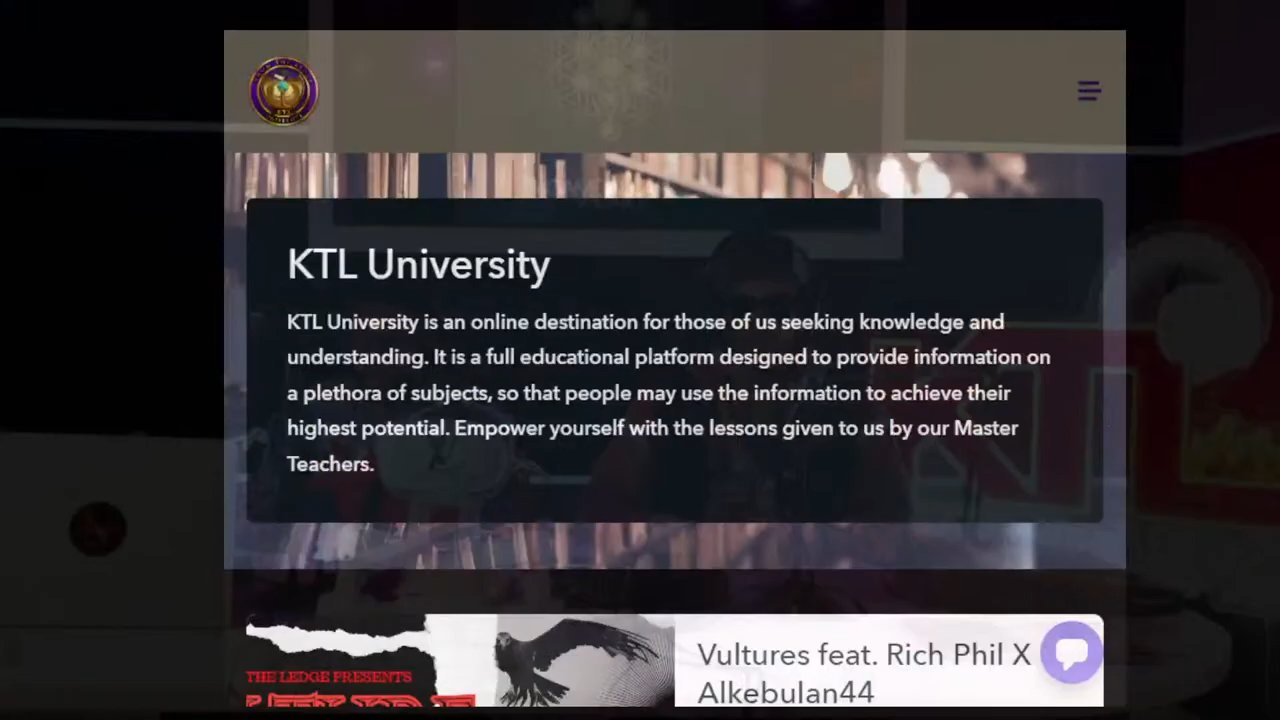 KTL University
KTL University is an online destination for those of us seeking knowledge and
understanding. It is a full educational platform designed to provide information on
a plethora of subjects, so that people may use the information to achieve their
highest potential. Empower yourself with the lessons given to us by our Master
Teachers.
THE LEDGE PRESENTS
Vultures feat. Rich Phil X
Alkebulan44
KTL